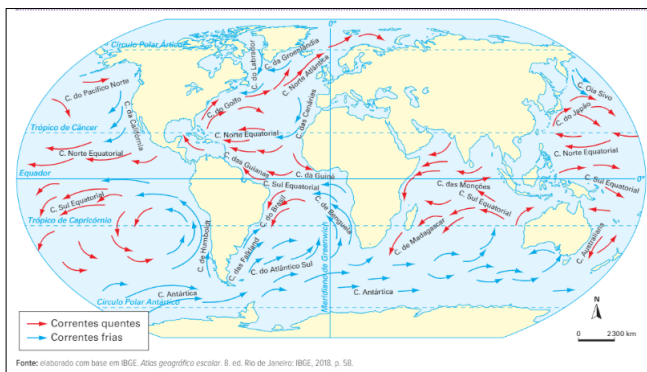 0°
Círculo Polar Ártico
C. da Groenlândia
C. do Labrador
C. Norte Atlântica
C. do Pacífico Norte
C. da Califórnia
C. do Golfo
C. das Canárias
C. Oia Sivo
C. do Japão
Trópico de Câncer
C. Norte Equatorial
C. Norte Equatorial
C. Norte Equatorial
C. das Guianas
C. da Guiné
C. das Monções
Equador
0°
C. Sul Equatorial
C. Sul Equatorial
C. Sul Equatorial
C. Sul Equatorial
Trópico de Capricórnio
C. de Humboldt
C. do Brasil
C. de Benguela
C. de Madagascar
C. Australiana
C. das Falkland
C. do Atlântico Sul
Meridiano de Greenwich
C. Antártica
C. Antártica
Círculo Polar Antártico
Correntes quentes
Correntes frias
N
0 2300 km
Fonte: elaborado com base em IBGE. Atlas geográfico escolar. 8. ed. Rio de Janeiro: IBGE, 2018. p. 58.